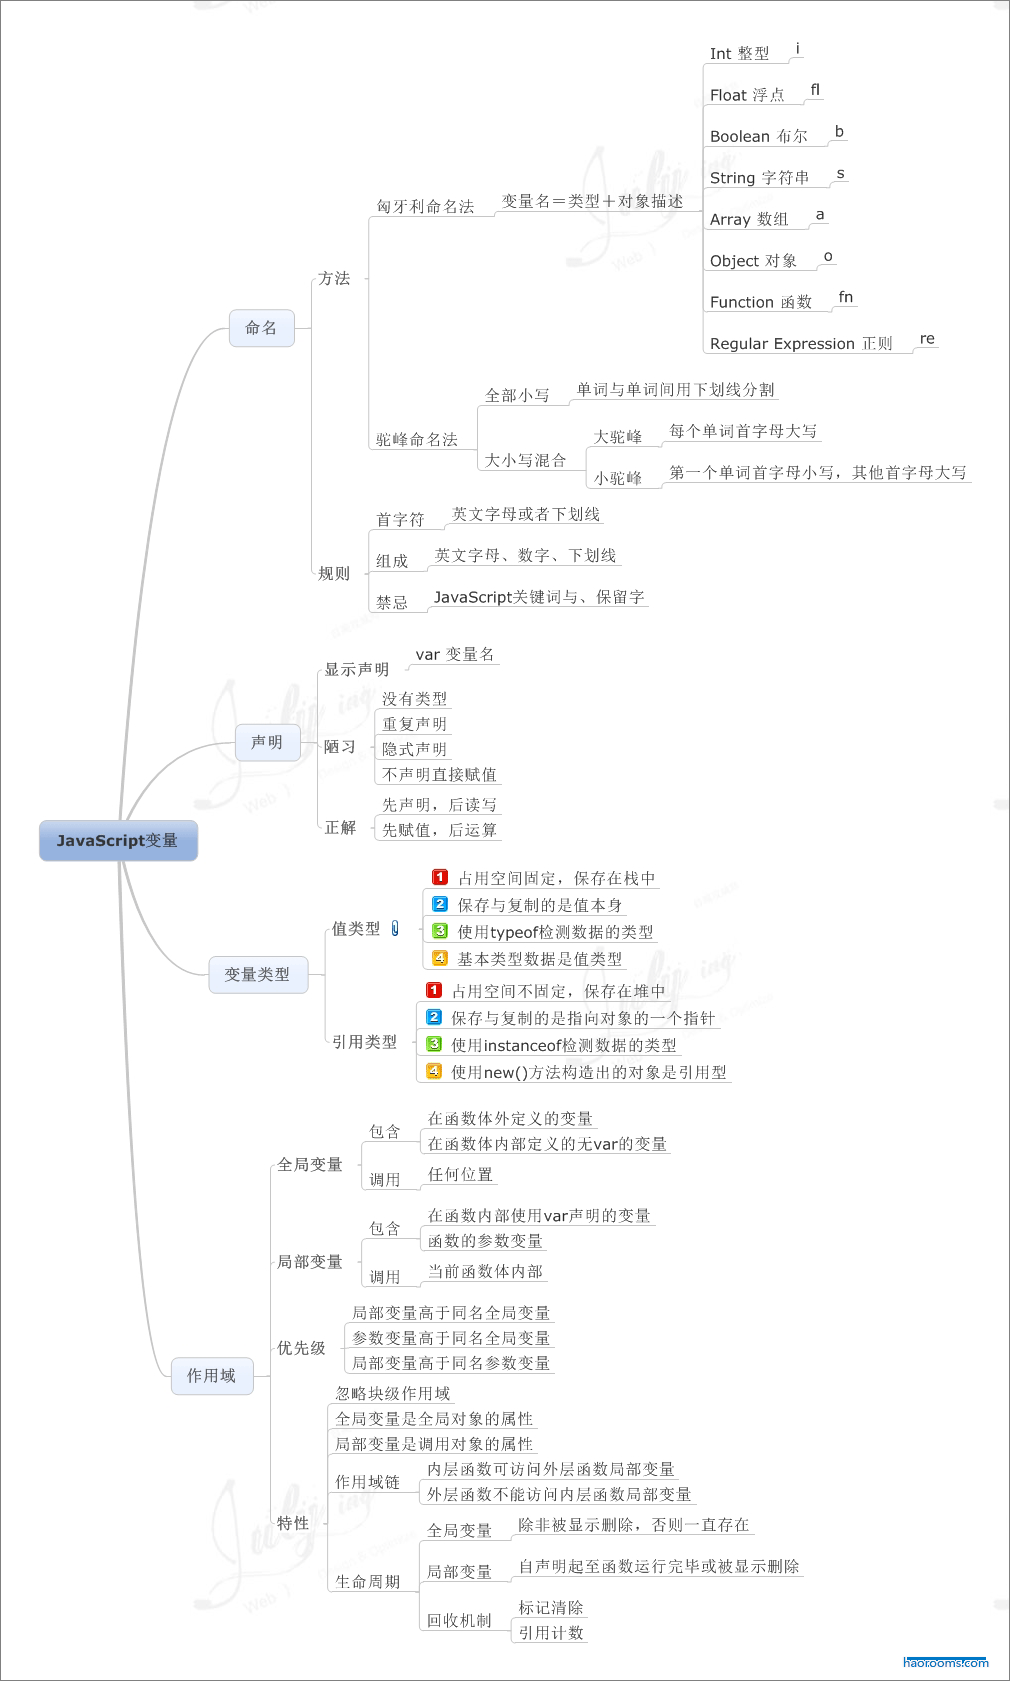 JavaScript变量
命名
方法
匈牙利命名法
变量名＝类型＋对象描述
Int 整型
i
Float 浮点
fl
Boolean 布尔
b
String 字符串
s
Array 数组
a
Object 对象
o
Function 函数
fn
Regular Expression 正则
re
驼峰命名法
全部小写
单词与单词间用下划线分割
大小写混合
大驼峰
每个单词首字母大写
小驼峰
第一个单词首字母小写，其他首字母大写
规则
首字符
英文字母或者下划线
组成
英文字母、数字、下划线
禁忌
JavaScript关键词与、保留字
声明
显示声明
var 变量名
陋习
没有类型
重复声明
隐式声明
不声明直接赋值
正解
先声明，后读写
先赋值，后运算
变量类型
值类型
1 占用空间固定，保存在栈中
2 保存与复制的是值本身
3 使用typeof检测数据的类型
4 基本类型数据是值类型
引用类型
1 占用空间不固定，保存在堆中
2 保存与复制的是指向对象的一个指针
3 使用instanceof检测数据的类型
4 使用new()方法构造出的对象是引用型
作用域
全局变量
包含
在函数体外定义的变量
在函数体内部定义的无var的变量
调用
任何位置
局部变量
包含
在函数内部使用var声明的变量
函数的参数变量
调用
当前函数体内部
优先级
局部变量高于同名全局变量
参数变量高于同名全局变量
局部变量高于同名参数变量
特性
忽略块级作用域
全局变量是全局对象的属性
局部变量是调用对象的属性
作用域链
内层函数可访问外层函数局部变量
外层函数不能访问内层函数局部变量
生命周期
全局变量
除非被显示删除，否则一直存在
局部变量
自声明起至函数运行完毕或被显示删除
回收机制
标记清除
引用计数
haorooms.com